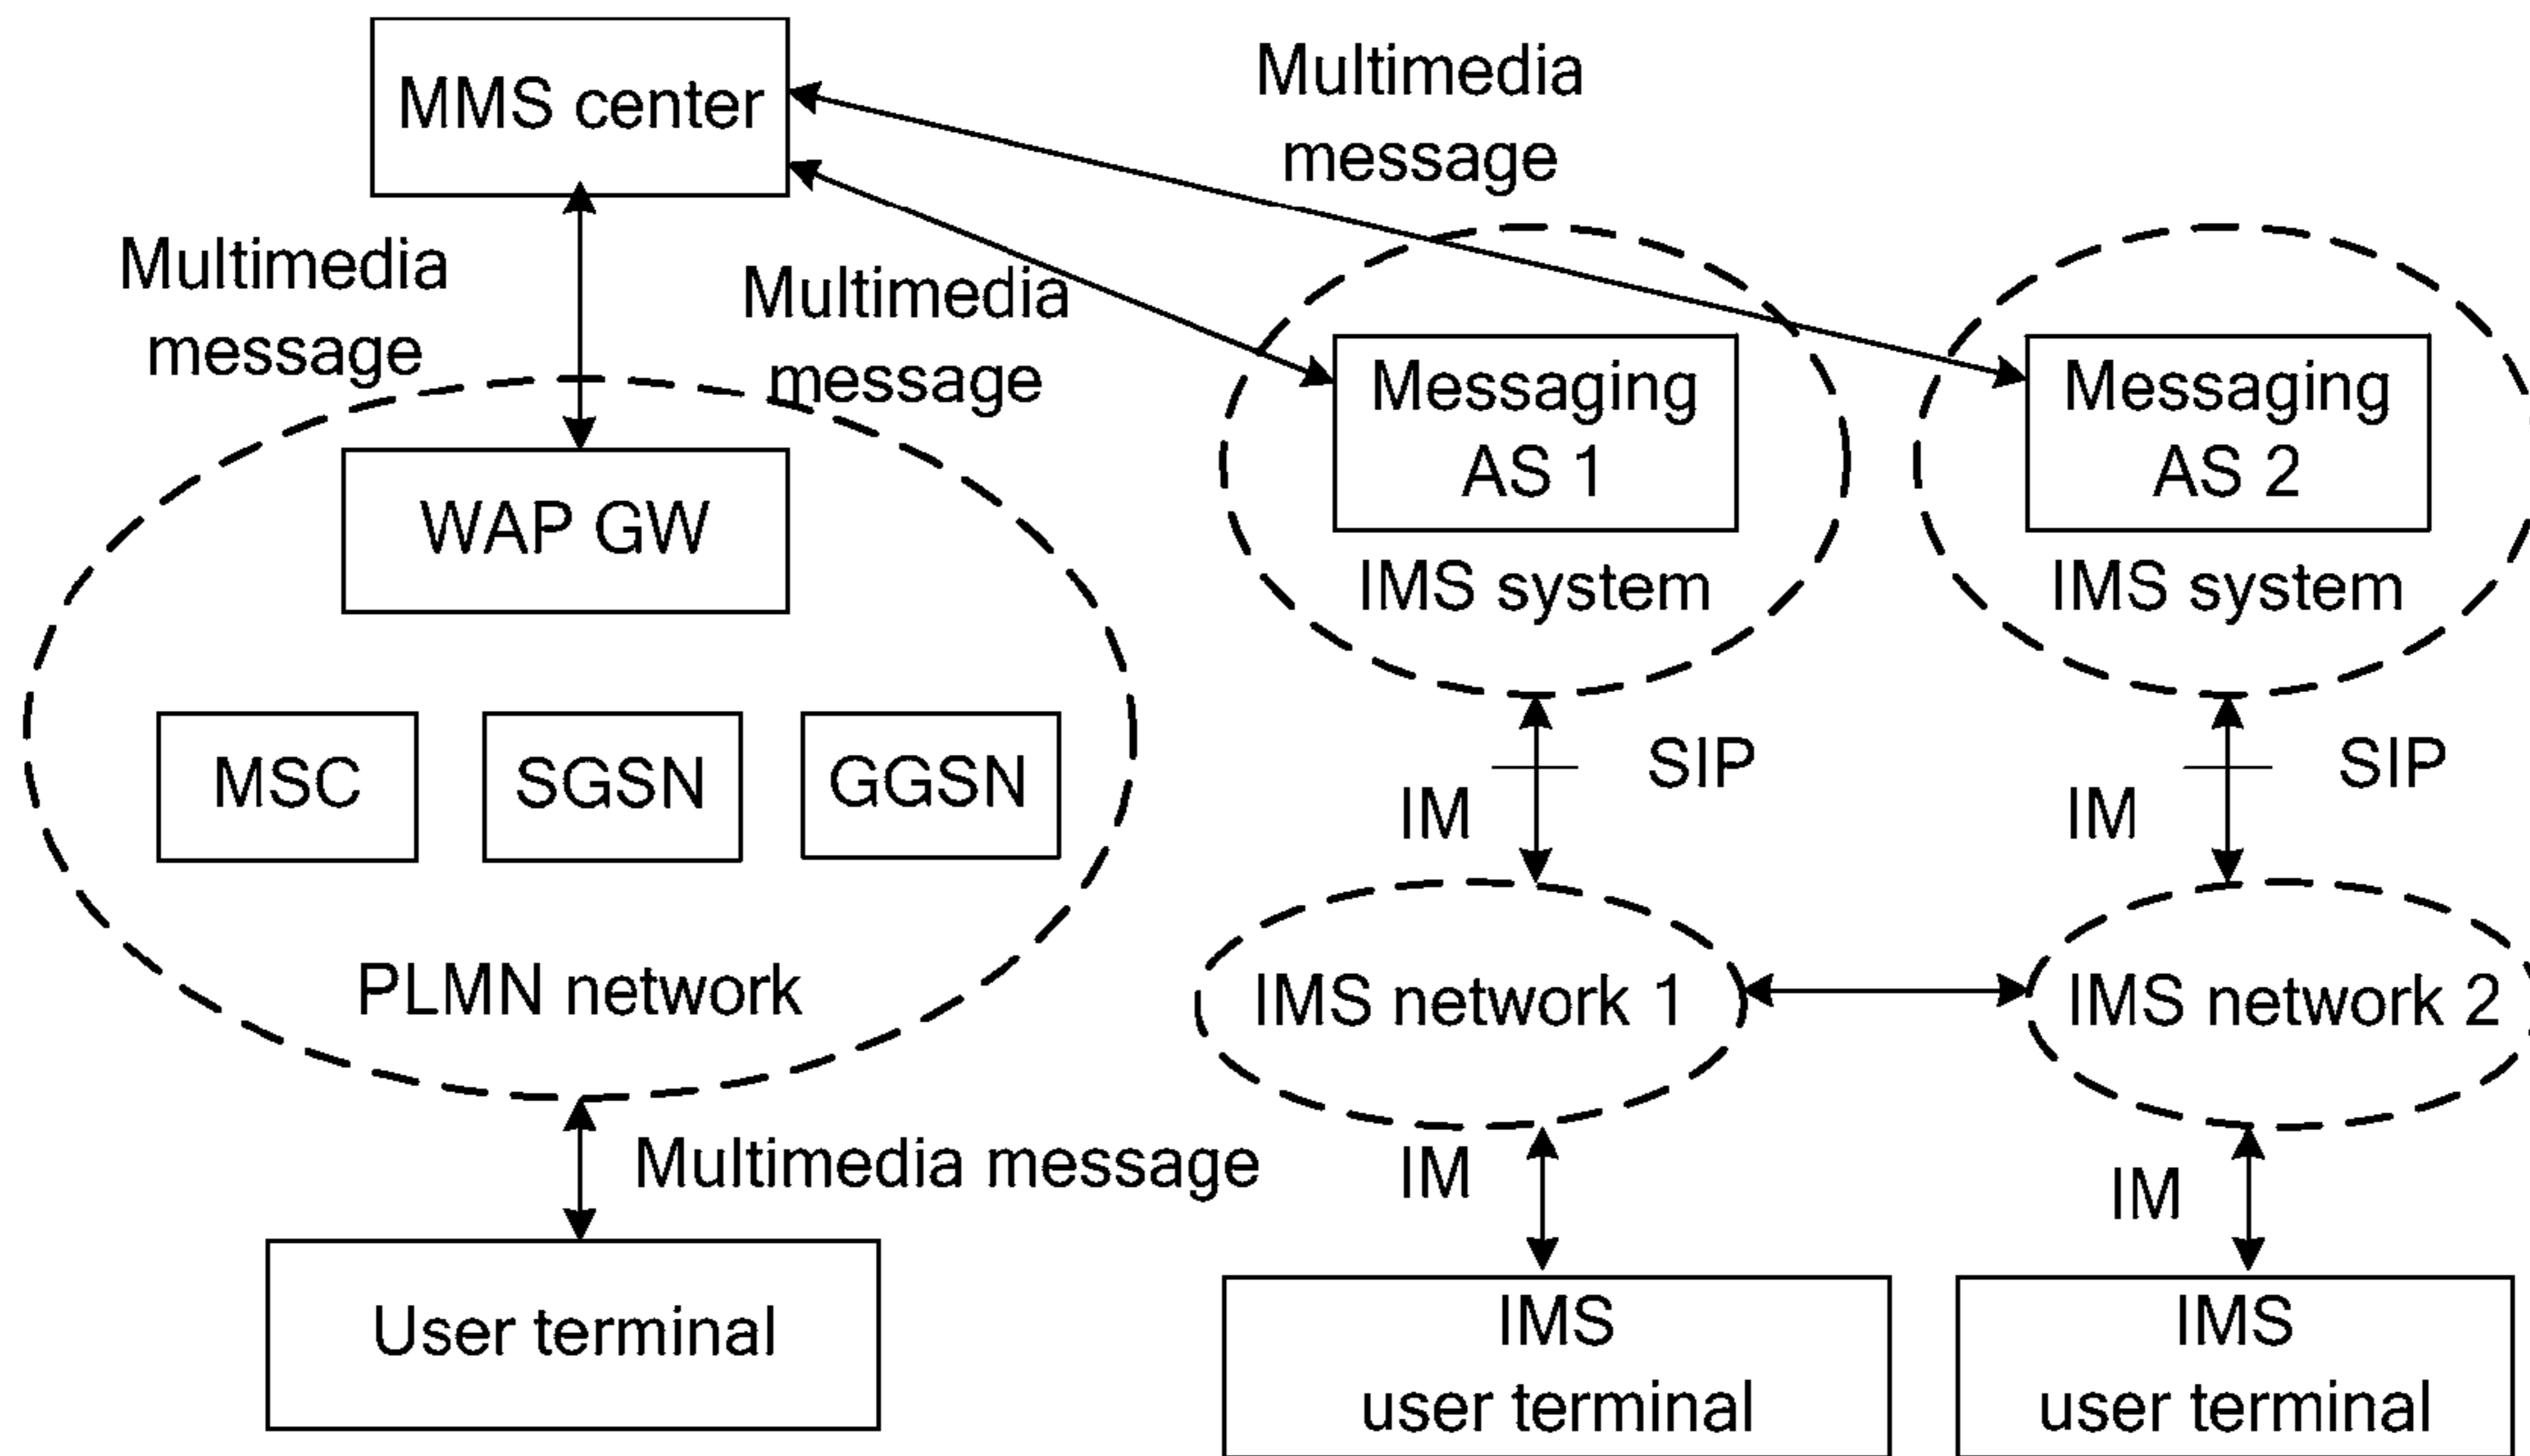 MMS center
Multimedia
message
Multimedia
message
Multimedia
message
WAP GW
MSC
SGSN
GGSN
PLMN network
Multimedia message
User terminal
Messaging
AS 1
IMS system
Messaging
AS 2
IMS system
SIP
IM
SIP
IM
IMS network 1
IMS network 2
IM
IM
IMS
user terminal
IMS
user terminal